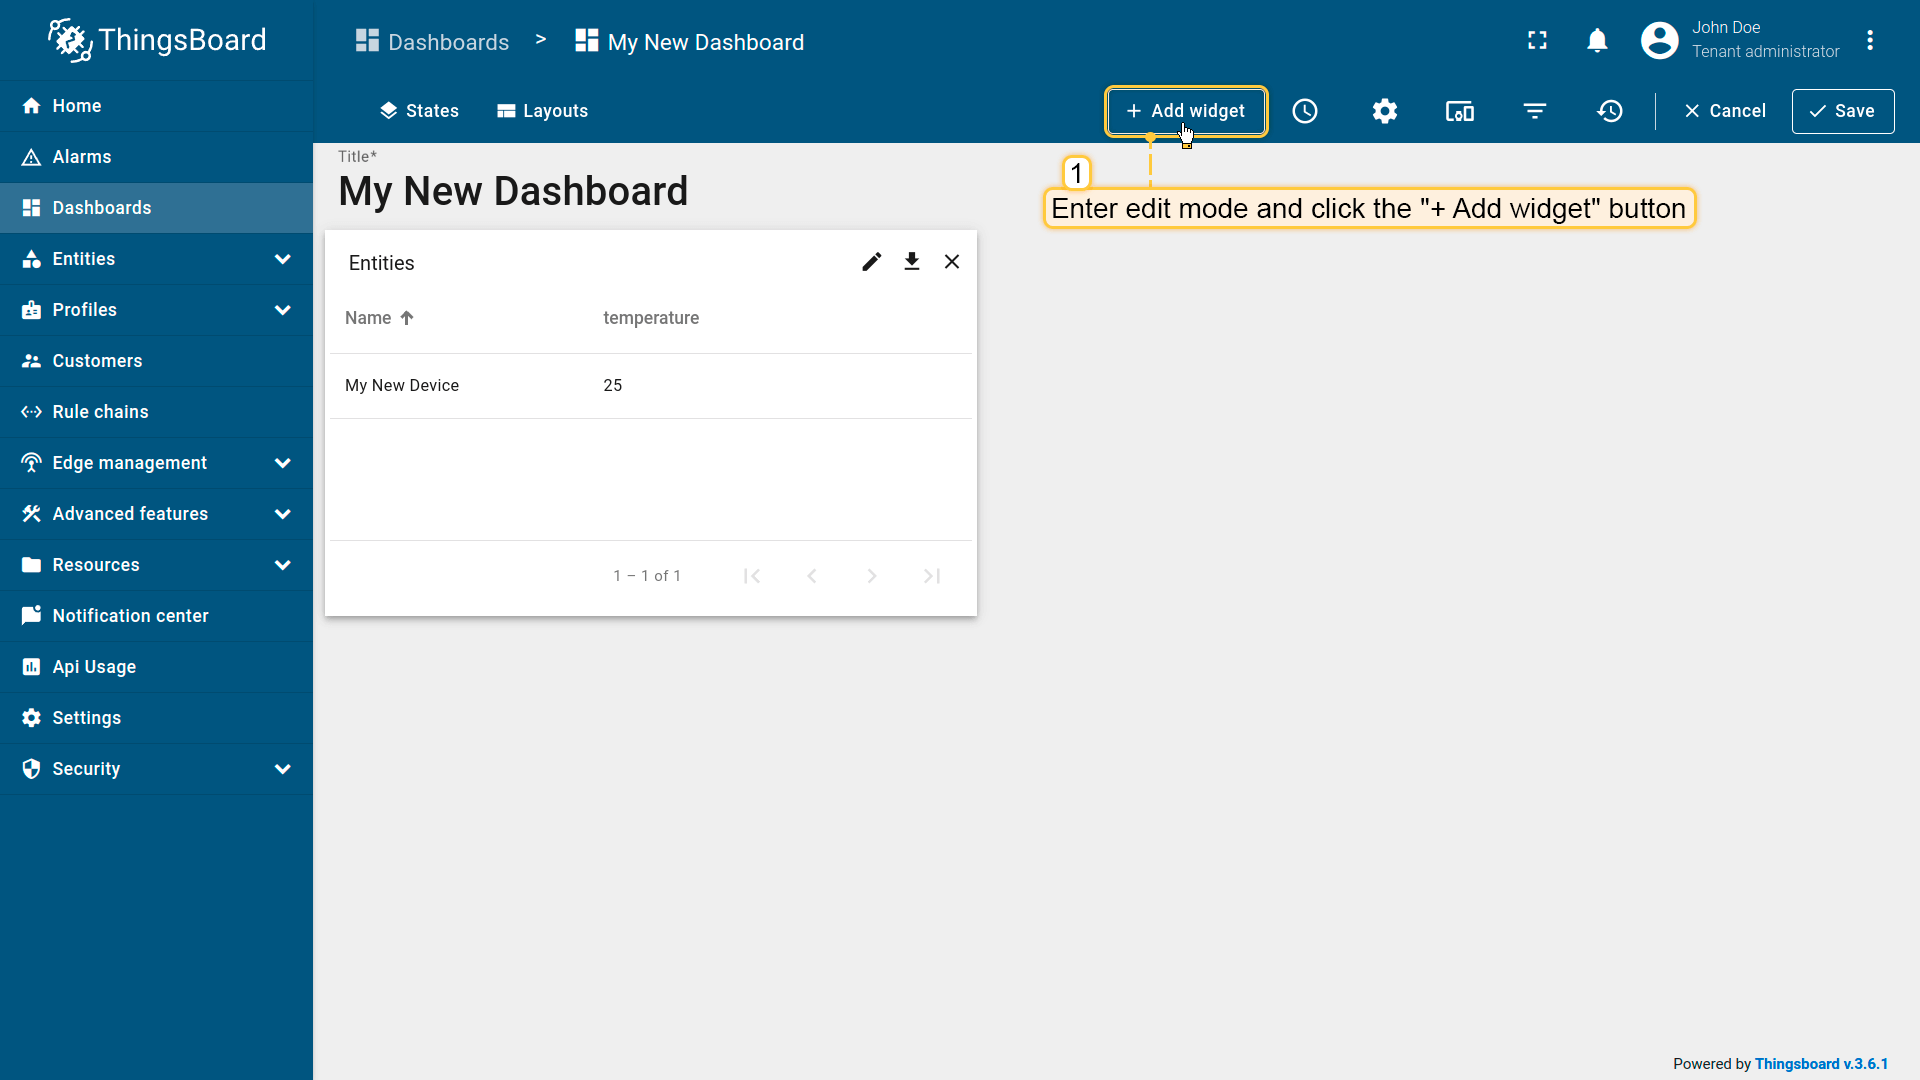 ThingsBoard
Dashboards > My New Dashboard
John Doe
Tenant administrator
Home
Alarms
Dashboards
Entities
Profiles
Customers
Rule chains
Edge management
Advanced features
Resources
Notification center
Api Usage
Settings
Security
States Layouts + Add widget Cancel Save
1
Enter edit mode and click the "+ Add widget" button
Title*
My New Dashboard
Entities
Name temperature
My New Device 25
1 – 1 of 1
Powered by Thingsboard v.3.6.1